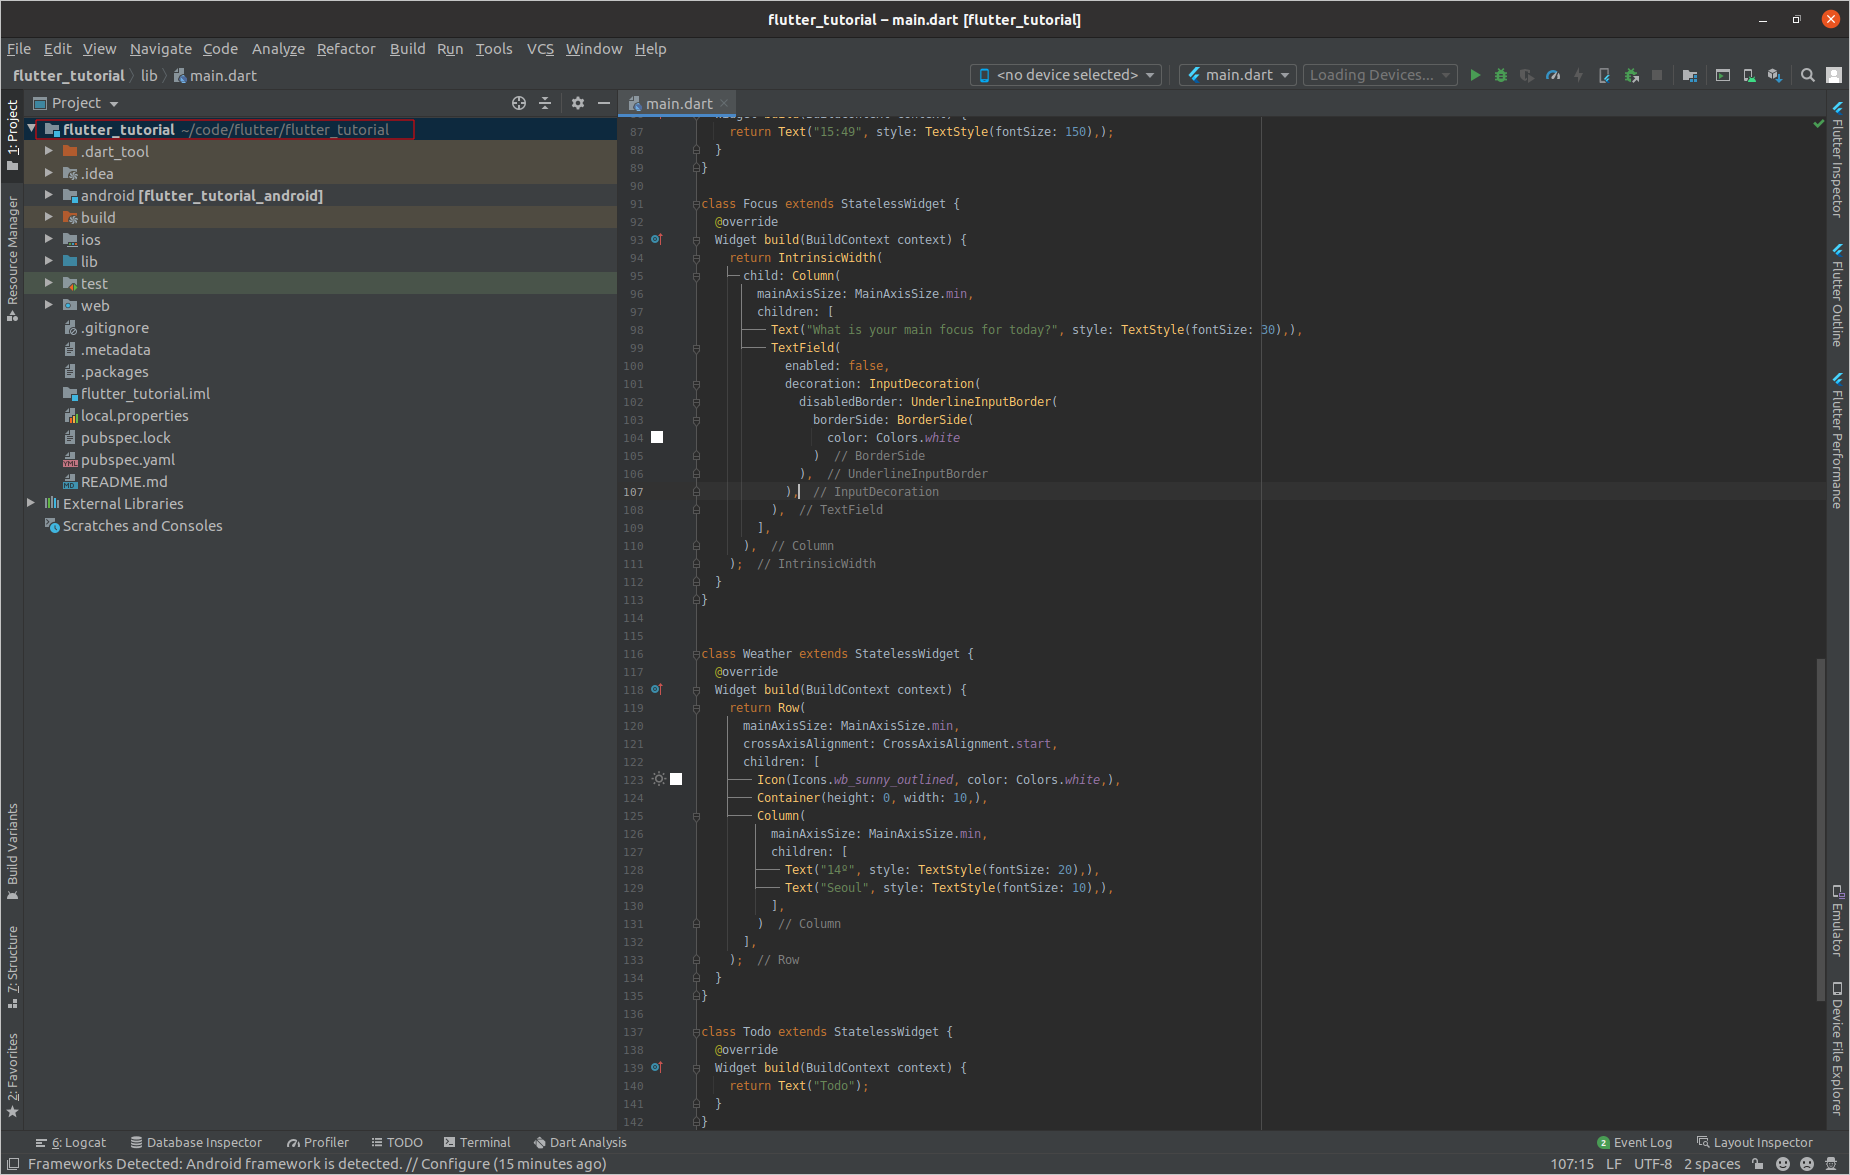 flutter_tutorial – main.dart [flutter_tutorial]
File Edit View Navigate Code Analyze Refactor Build Run Tools VCS Window Help
flutter_tutorial lib main.dart
<no device selected> main.dart Loading Devices...
Project
main.dart
1: Project
Resource Manager
Build Variants
7: Structure
2: Favorites
flutter_tutorial ~/code/flutter/flutter_tutorial
.dart_tool
.idea
android [flutter_tutorial_android]
build
ios
lib
test
web
.gitignore
.metadata
.packages
flutter_tutorial.iml
local.properties
pubspec.lock
pubspec.yaml
README.md
External Libraries
Scratches and Consoles
87 return Text("15:49", style: TextStyle(fontSize: 150),);
88 }
89 }
90
91 class Focus extends StatelessWidget {
92 @override
93 Widget build(BuildContext context) {
94 return IntrinsicWidth(
95 child: Column(
96 mainAxisSize: MainAxisSize.min,
97 children: [
98 Text("What is your main focus for today?", style: TextStyle(fontSize: 30),),
99 TextField(
100 enabled: false,
101 decoration: InputDecoration(
102 disabledBorder: UnderlineInputBorder(
103 borderSide: BorderSide(
104 color: Colors.white
105 ) // BorderSide
106 ), // UnderlineInputBorder
107 ), // InputDecoration
108 ), // TextField
109 ],
110 ), // Column
111 ); // IntrinsicWidth
112 }
113 }
114
115
116 class Weather extends StatelessWidget {
117 @override
118 Widget build(BuildContext context) {
119 return Row(
120 mainAxisSize: MainAxisSize.min,
121 crossAxisAlignment: CrossAxisAlignment.start,
122 children: [
123 Icon(Icons.wb_sunny_outlined, color: Colors.white,),
124 Container(height: 0, width: 10,),
125 Column(
126 mainAxisSize: MainAxisSize.min,
127 children: [
128 Text("14º", style: TextStyle(fontSize: 20),),
129 Text("Seoul", style: TextStyle(fontSize: 10),),
130 ],
131 ) // Column
132 ],
133 ); // Row
134 }
135 }
136
137 class Todo extends StatelessWidget {
138 @override
139 Widget build(BuildContext context) {
140 return Text("Todo");
141 }
142 }
Flutter Inspector
Flutter Outline
Flutter Performance
Emulator
Device File Explorer
6: Logcat Database Inspector Profiler TODO Terminal Dart Analysis 2 Event Log Layout Inspector
Frameworks Detected: Android framework is detected. // Configure (15 minutes ago) 107:15 LF UTF-8 2 spaces